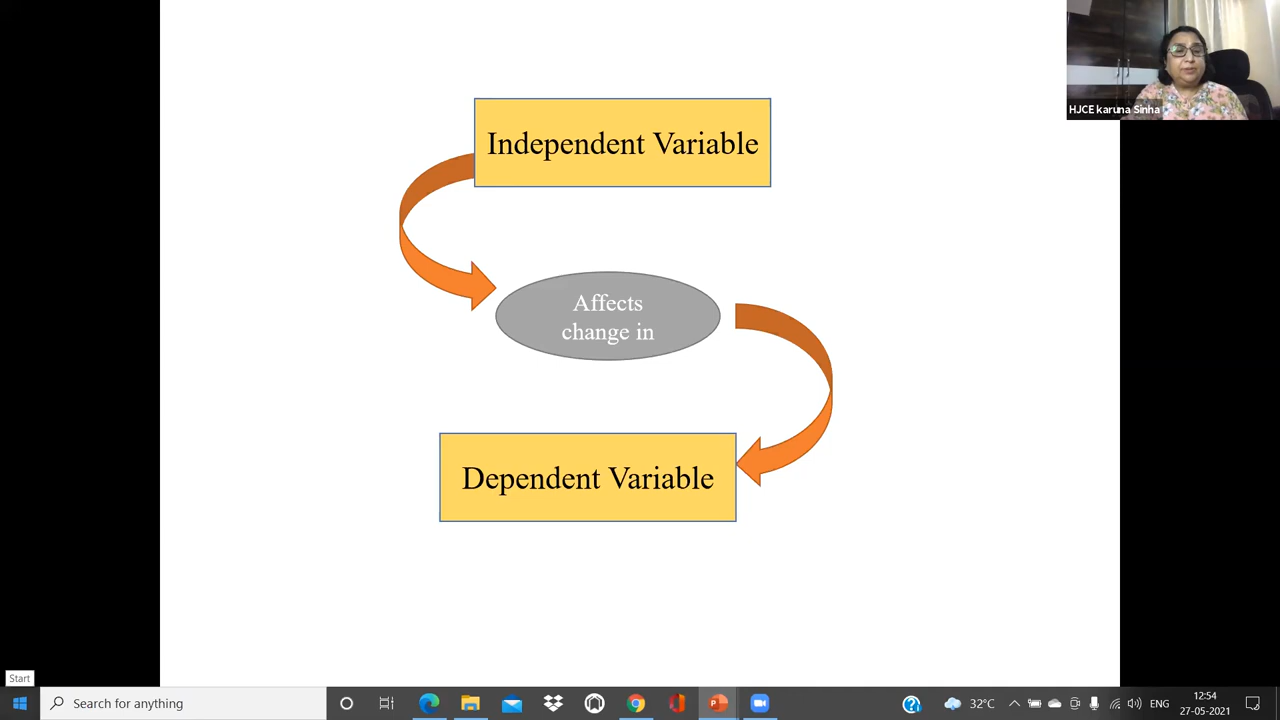 HJCE karuna Sinha
Independent Variable
Affects
change in
Dependent Variable
Start
Search for anything
32°C
ENG
12:54
27-05-2021